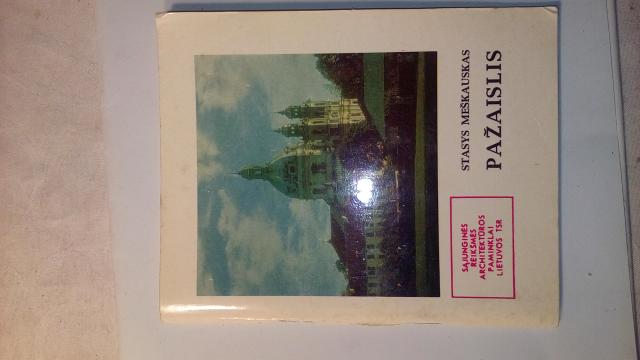 STASYS MEŠKAUSKAS
PAŽAISLIS
SĄJUNGINĖS
REIKŠMĖS
ARCHITEKTŪROS
PAMINKLAI
LIETUVOS TSR